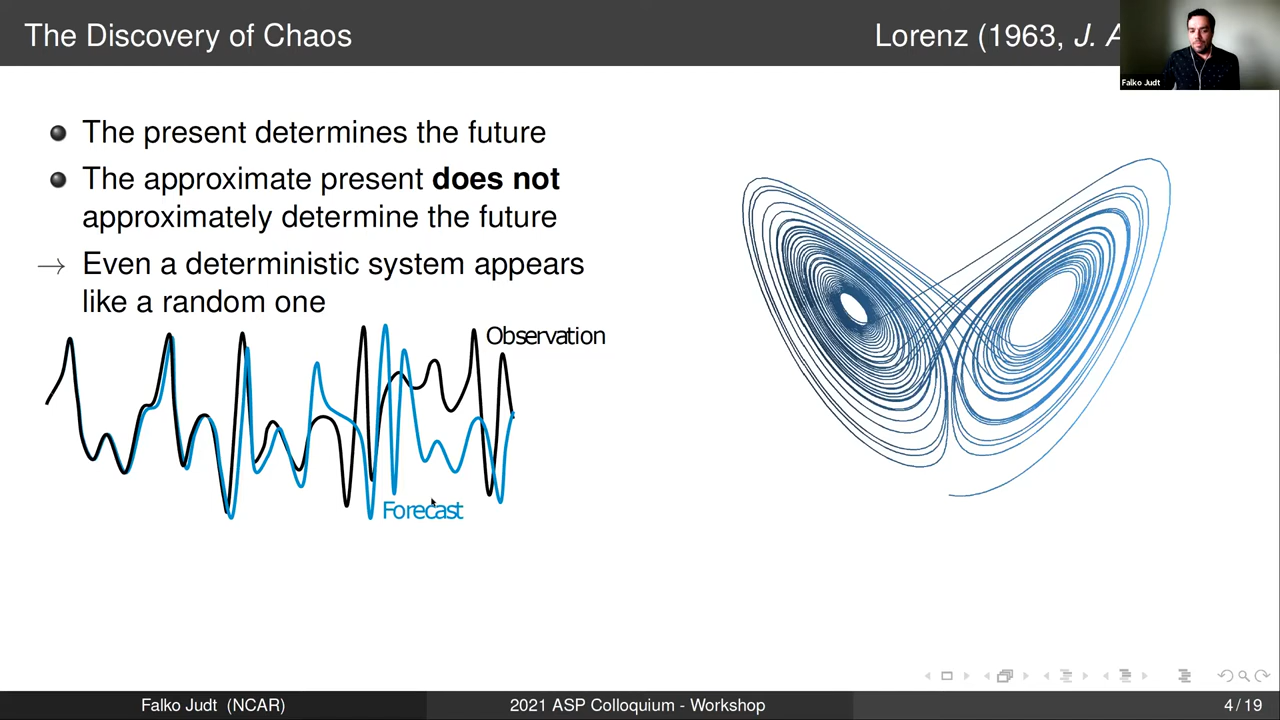 The Discovery of Chaos
Lorenz (1963, J. A
Falko Judt
The present determines the future
The approximate present does not
approximately determine the future
→ Even a deterministic system appears
like a random one
Observation
Forecast
Falko Judt (NCAR)
2021 ASP Colloquium - Workshop
4 / 19